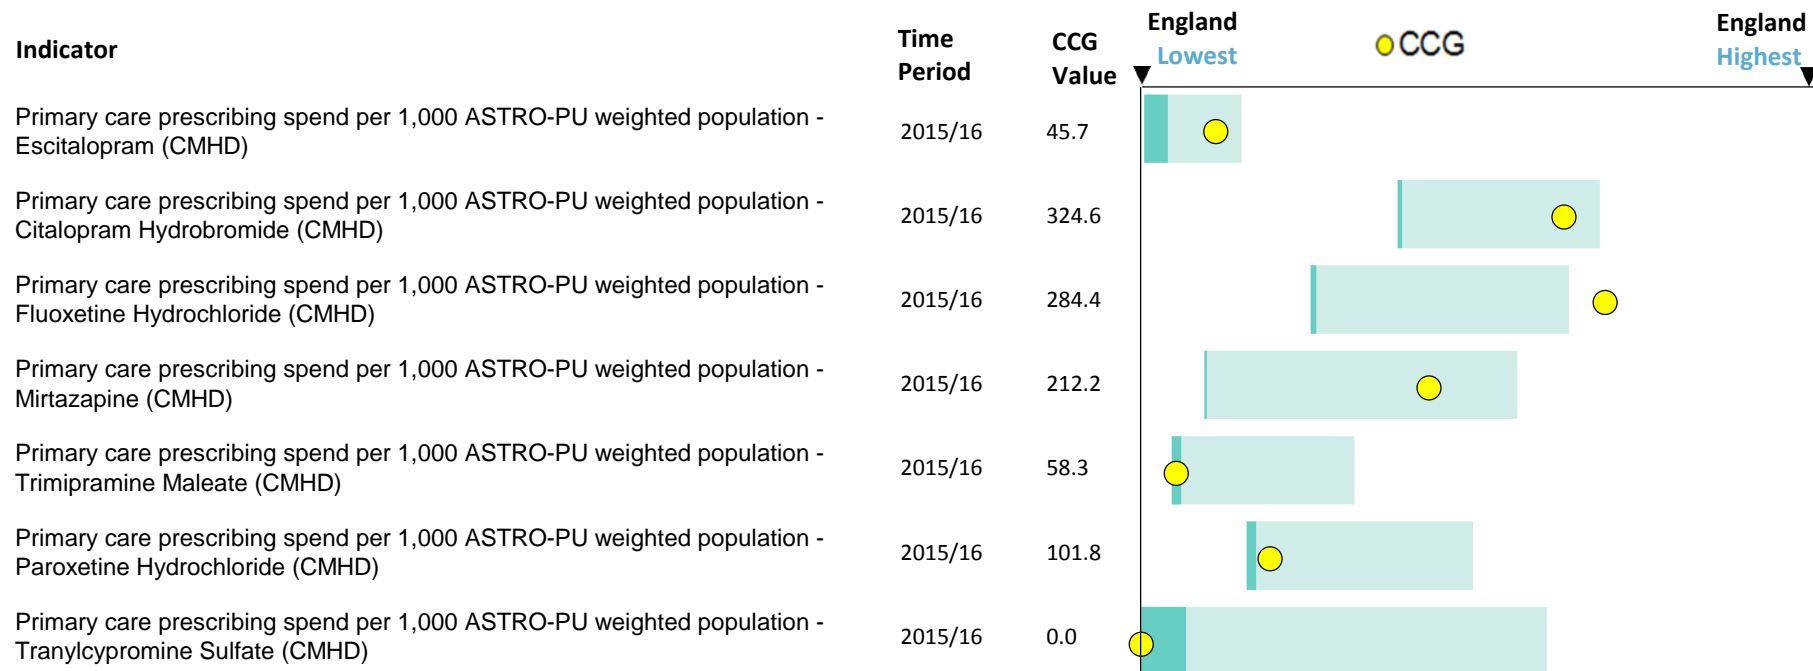 Indicator
Time Period
CCG Value
England Lowest
CCG
England Highest
Primary care prescribing spend per 1,000 ASTRO-PU weighted population -
Escitalopram (CMHD)
2015/16
45.7
Primary care prescribing spend per 1,000 ASTRO-PU weighted population -
Citalopram Hydrobromide (CMHD)
2015/16
324.6
Primary care prescribing spend per 1,000 ASTRO-PU weighted population -
Fluoxetine Hydrochloride (CMHD)
2015/16
284.4
Primary care prescribing spend per 1,000 ASTRO-PU weighted population -
Mirtazapine (CMHD)
2015/16
212.2
Primary care prescribing spend per 1,000 ASTRO-PU weighted population -
Trimipramine Maleate (CMHD)
2015/16
58.3
Primary care prescribing spend per 1,000 ASTRO-PU weighted population -
Paroxetine Hydrochloride (CMHD)
2015/16
101.8
Primary care prescribing spend per 1,000 ASTRO-PU weighted population -
Tranylcypromine Sulfate (CMHD)
2015/16
0.0